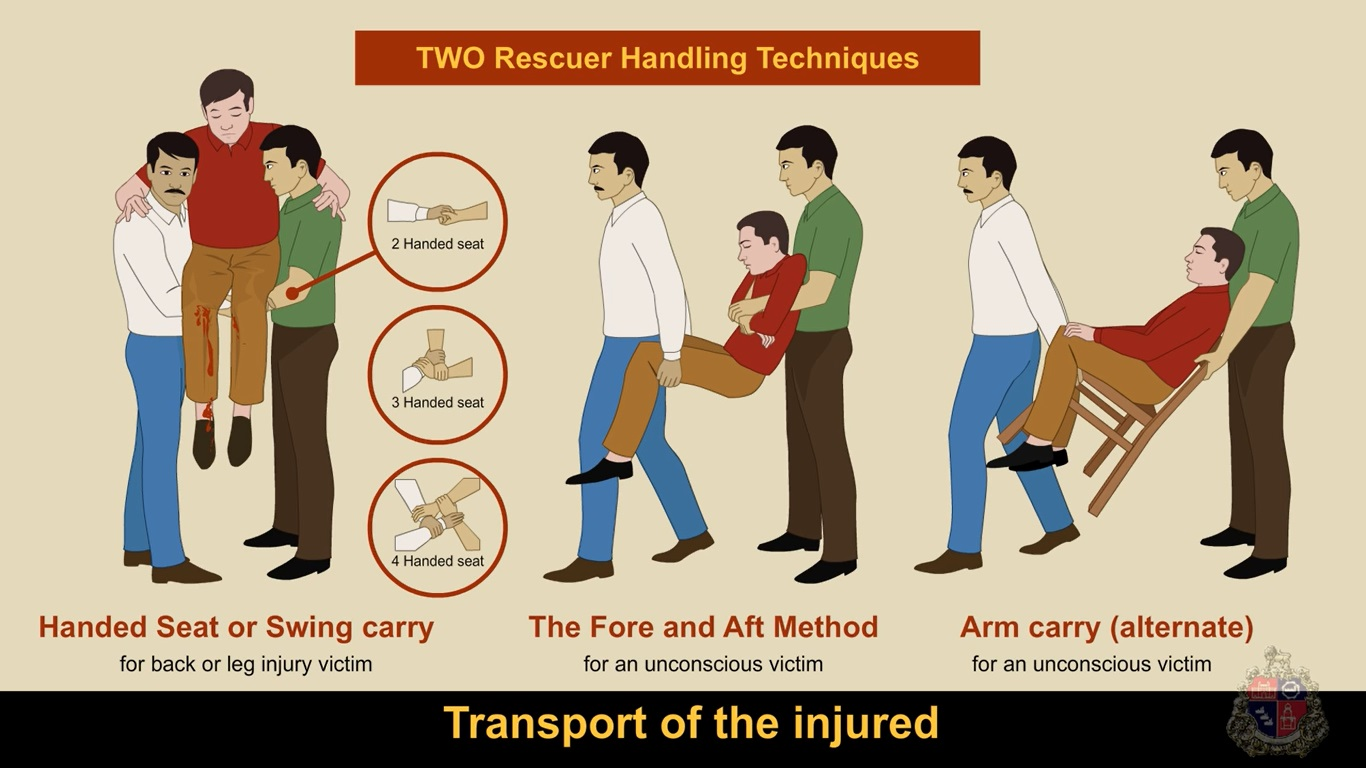 TWO Rescuer Handling Techniques
2 Handed seat
3 Handed seat
4 Handed seat
Handed Seat or Swing carry
for back or leg injury victim
The Fore and Aft Method
for an unconscious victim
Arm carry (alternate)
for an unconscious victim
Transport of the injured